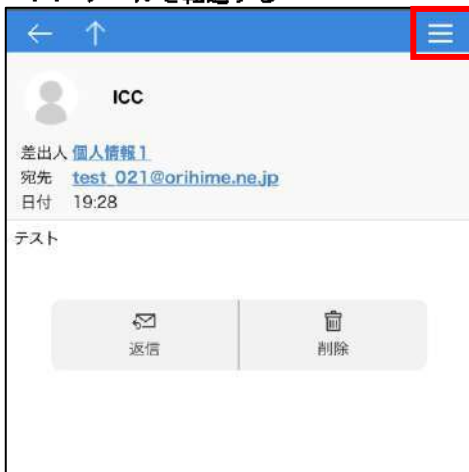 ICC
差出人 個人情報1
宛先 test_021@orihime.ne.jp
日付 19:28
テスト
返信 削除